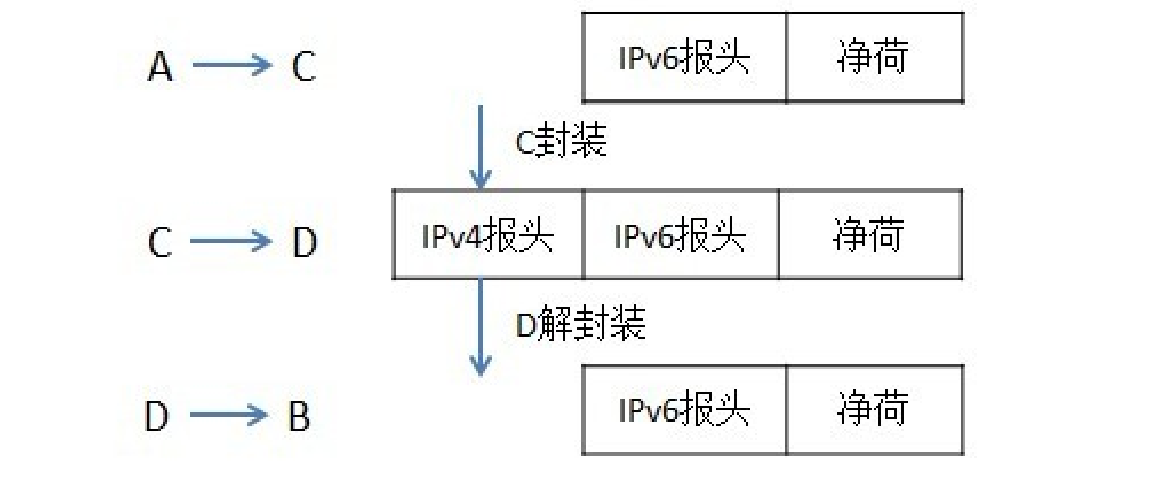 A → C IPv6报头 净荷
C封装
C → D IPv4报头 IPv6报头 净荷
D解封装
D → B IPv6报头 净荷